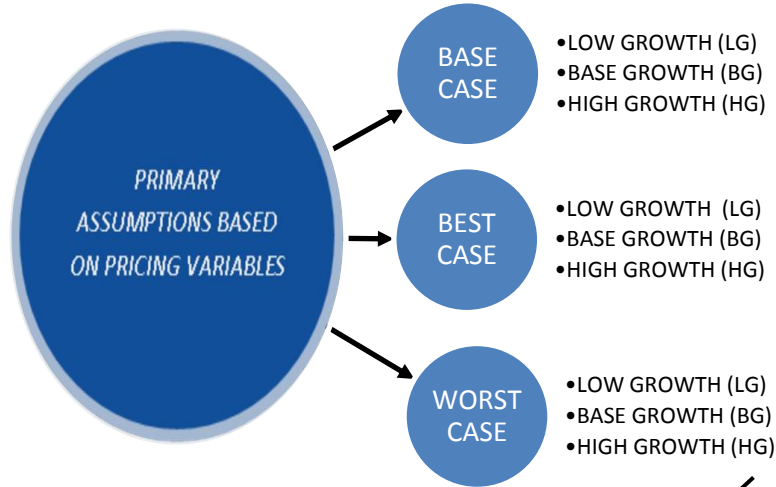 PRIMARY
ASSUMPTIONS BASED
ON PRICING VARIABLES
BASE
CASE
•LOW GROWTH (LG)
•BASE GROWTH (BG)
•HIGH GROWTH (HG)
BEST
CASE
•LOW GROWTH  (LG)
•BASE GROWTH (BG)
•HIGH GROWTH (HG)
WORST
CASE
•LOW GROWTH (LG)
•BASE GROWTH (BG)
•HIGH GROWTH (HG)